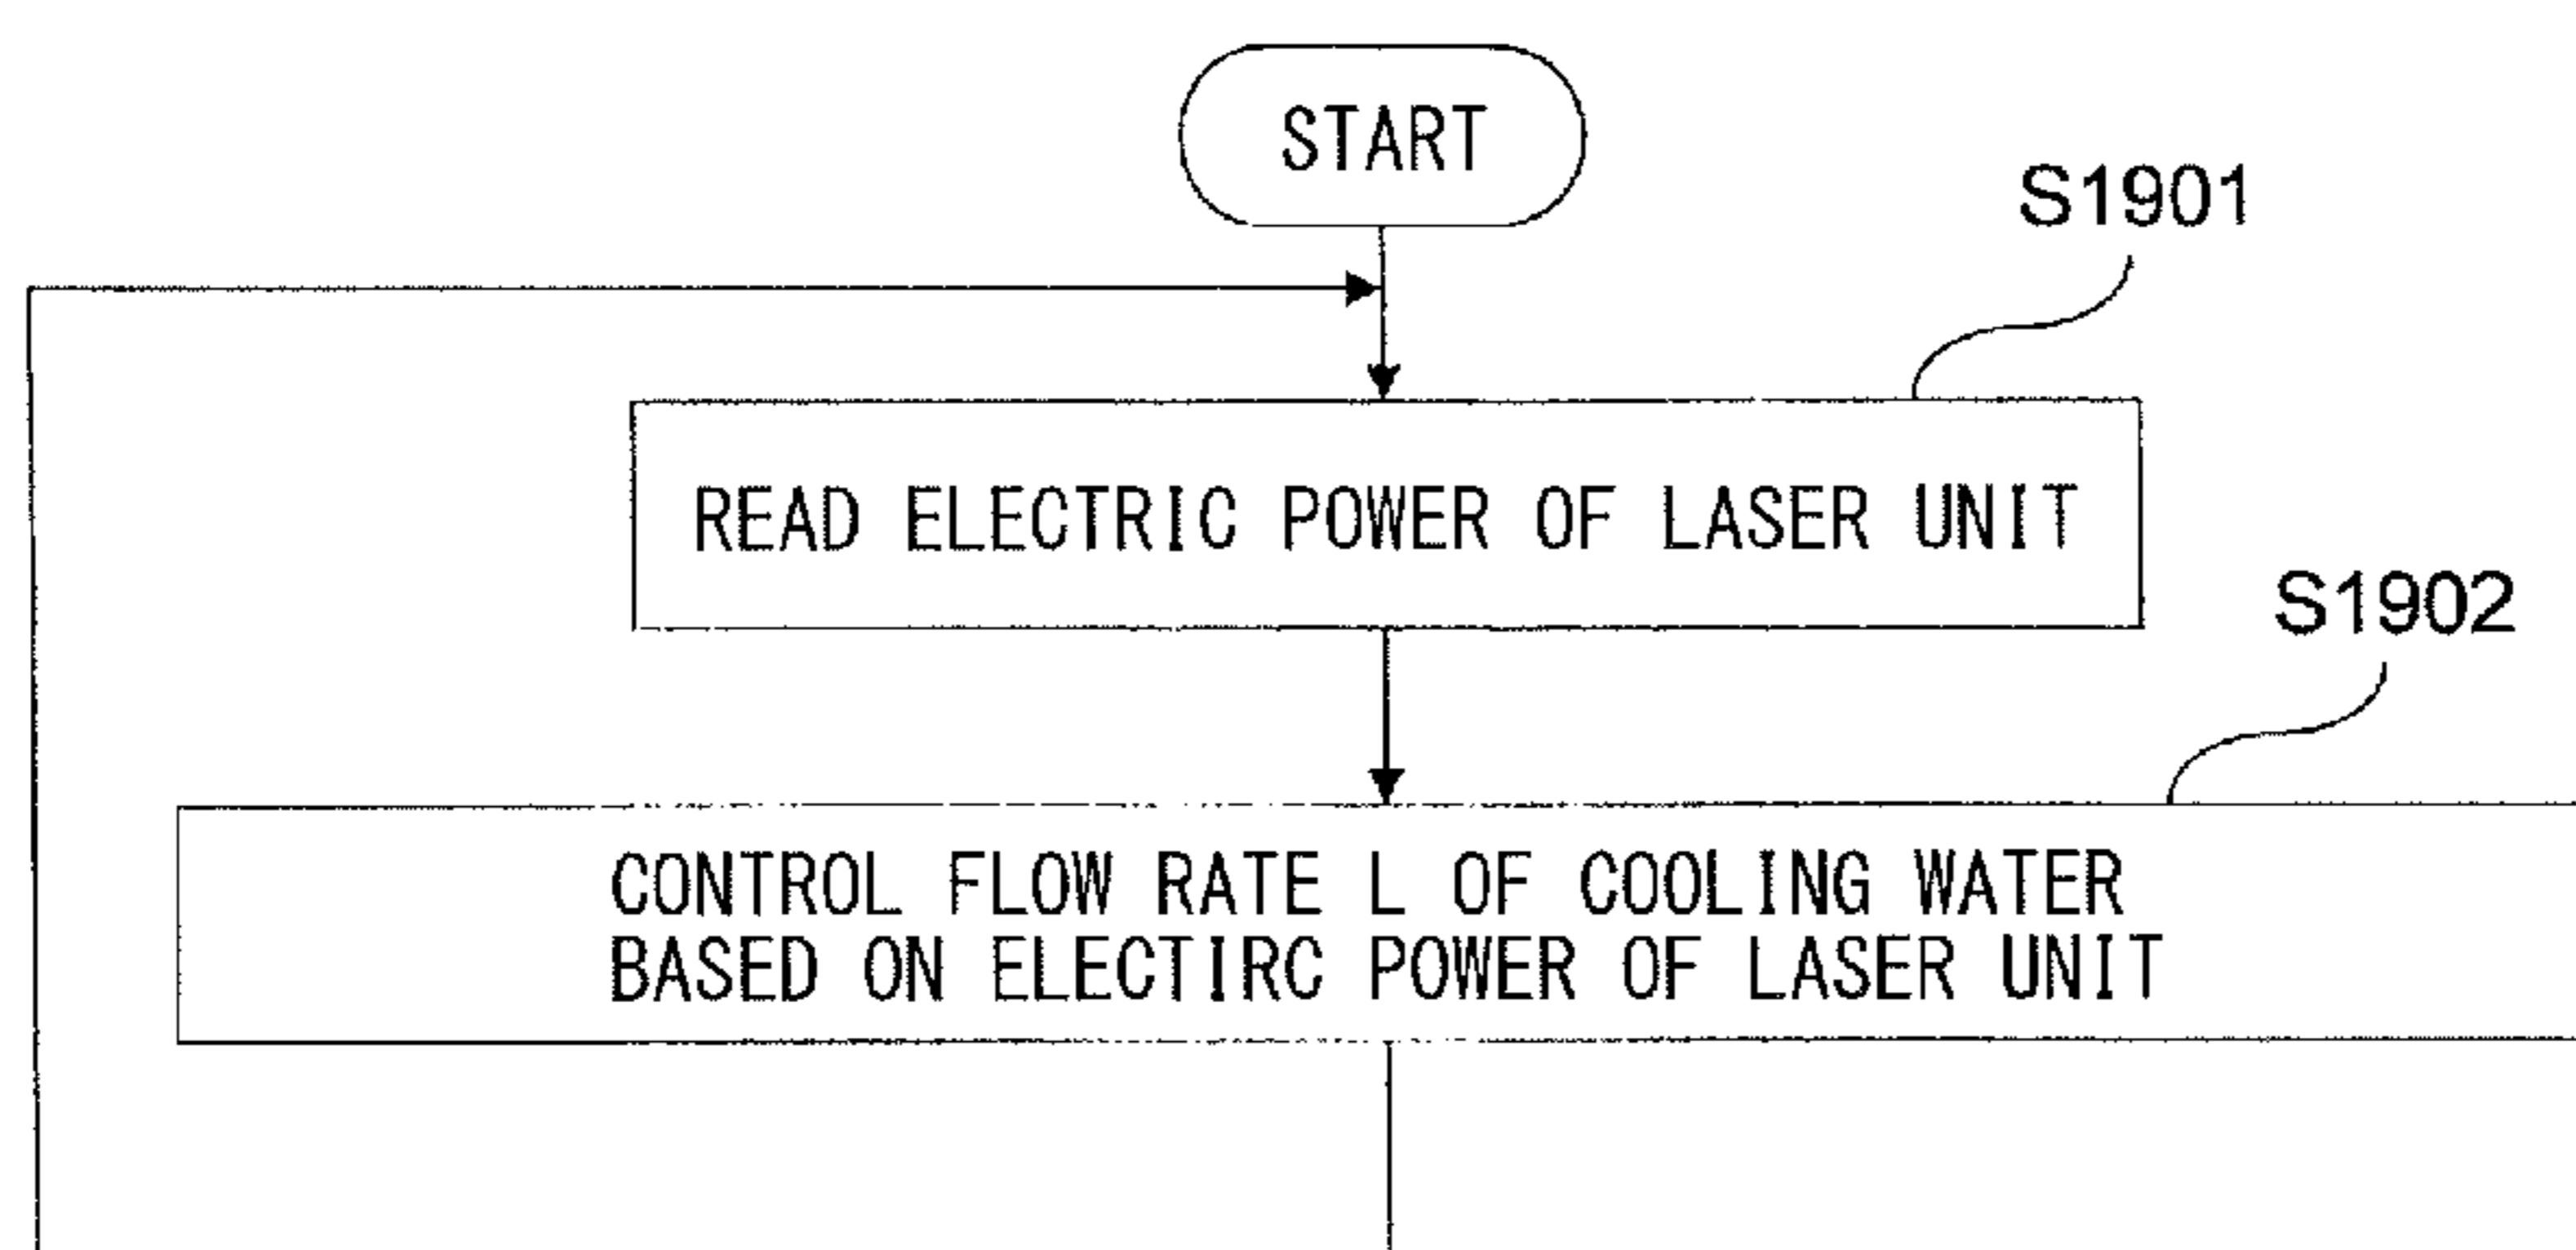 START
S1901
READ ELECTRIC POWER OF LASER UNIT
S1902
CONTROL FLOW RATE L OF COOLING WATER
BASED ON ELECTIRC POWER OF LASER UNIT